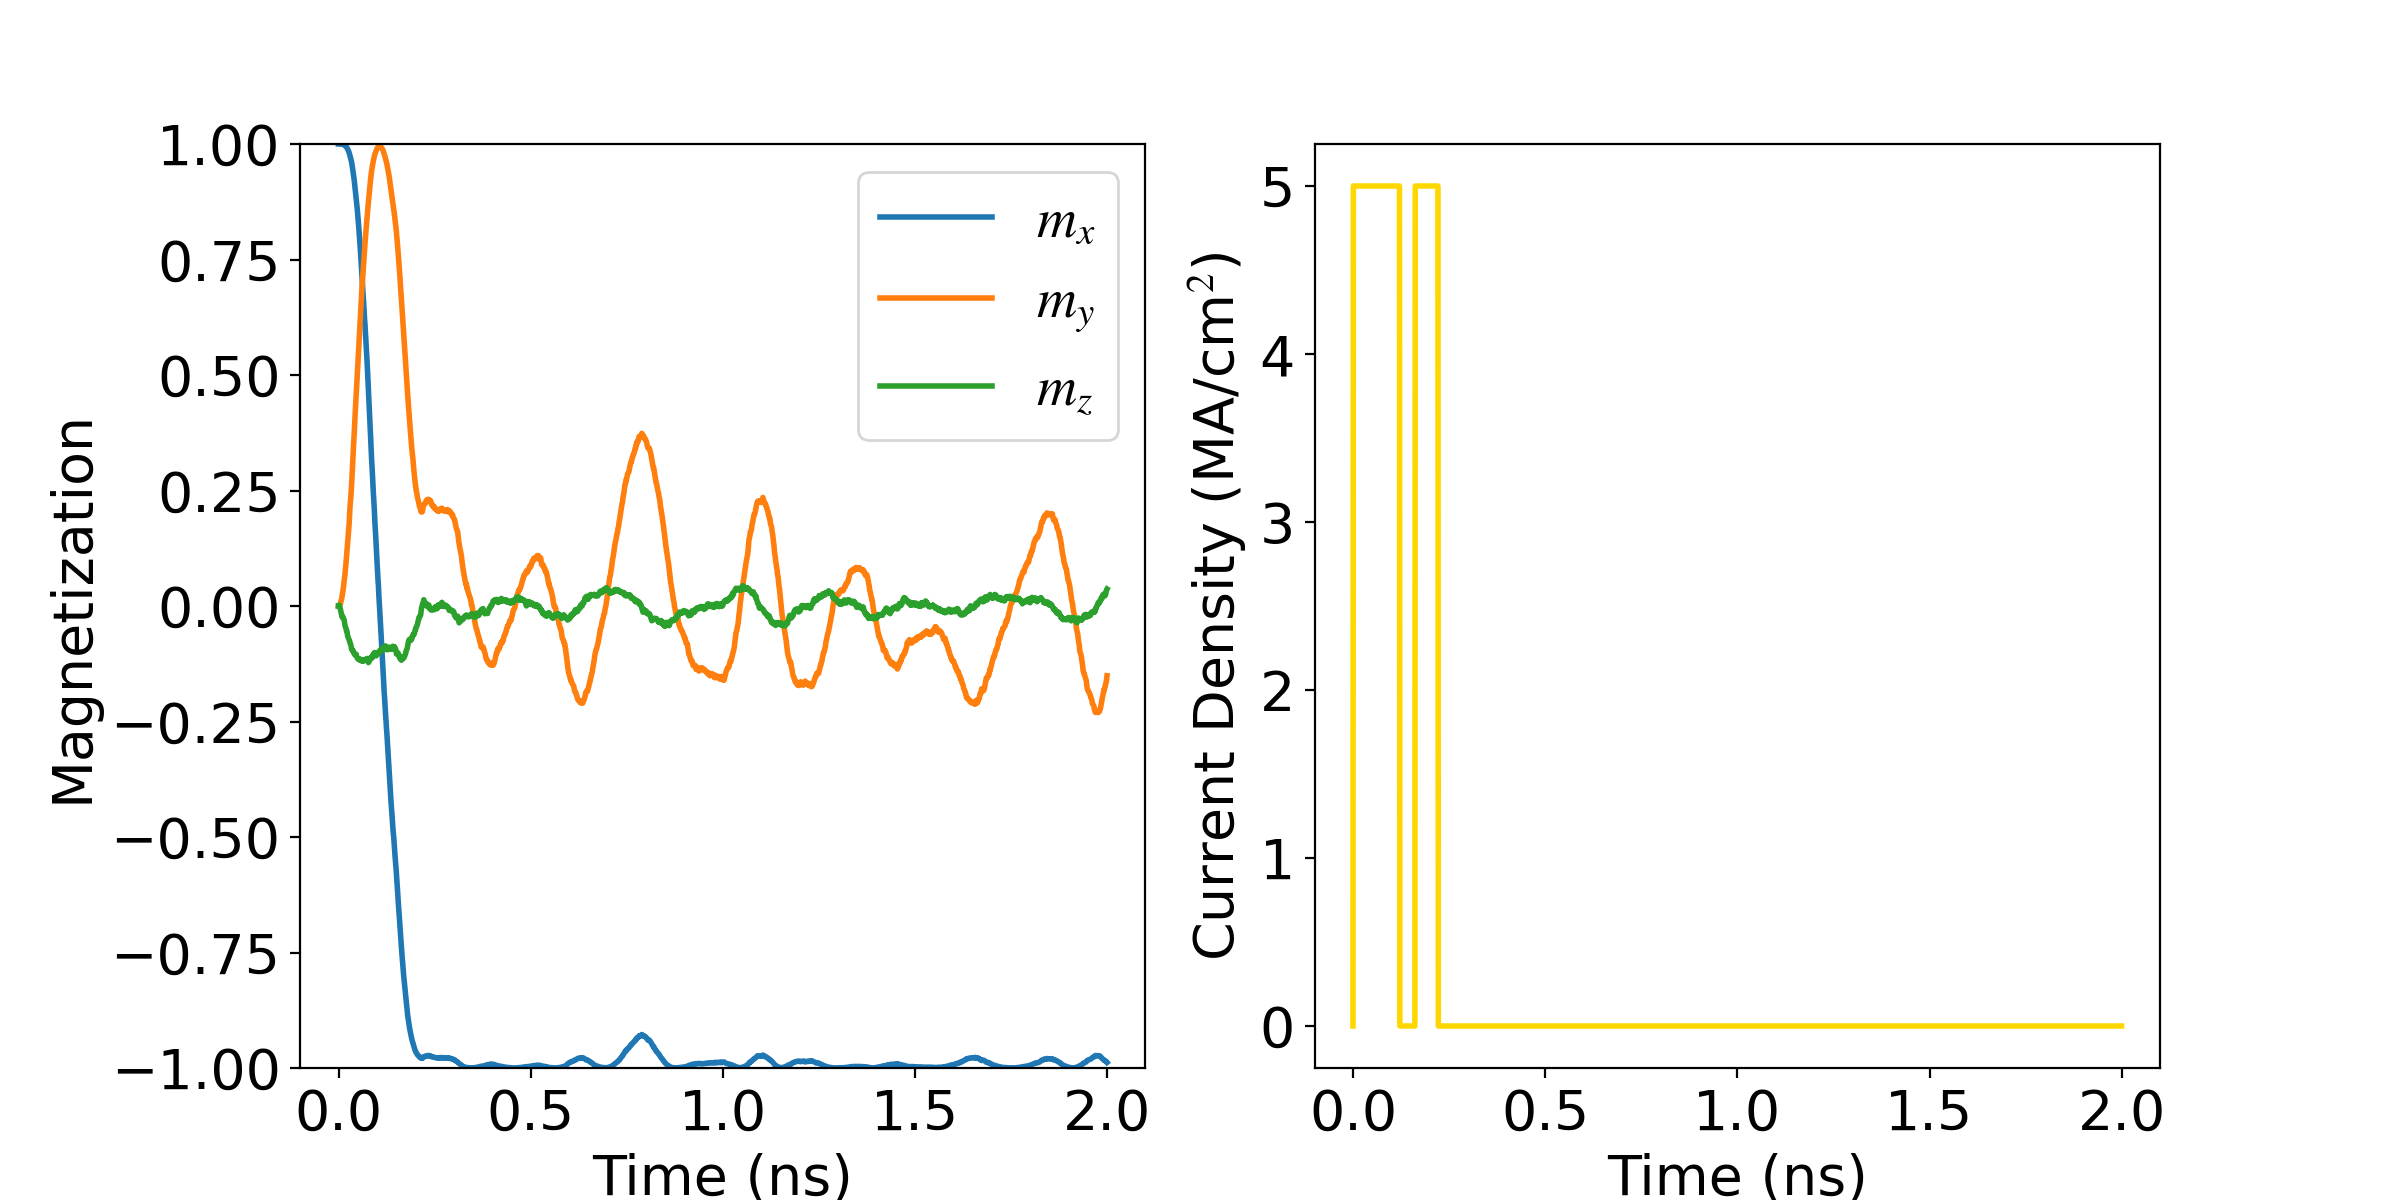 Magnetization
1.00
0.75
0.50
0.25
0.00
−0.25
−0.50
−0.75
−1.00
0.0 0.5 1.0 1.5 2.0
Time (ns)
m_x
m_y
m_z
Current Density (MA/cm²)
5
4
3
2
1
0
0.0 0.5 1.0 1.5 2.0
Time (ns)